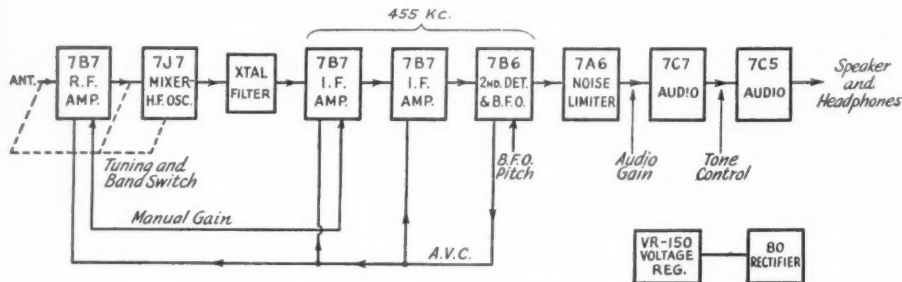 455 Kc.
ANT.
7B7
R.F.
AMP.
7J7
MIXER
H.F. OSC.
XTAL
FILTER
7B7
I.F.
AMP.
7B7
I.F.
AMP.
7B6
2ND. DET.
& B.F.O.
7A6
NOISE
LIMITER
7C7
AUDIO
7C5
AUDIO
Speaker
and
Headphones
Tuning and
Band Switch
B.F.O.
Pitch
Audio
Gain
Tone
Control
Manual Gain
A.V.C.
VR-150
VOLTAGE
REG.
80
RECTIFIER